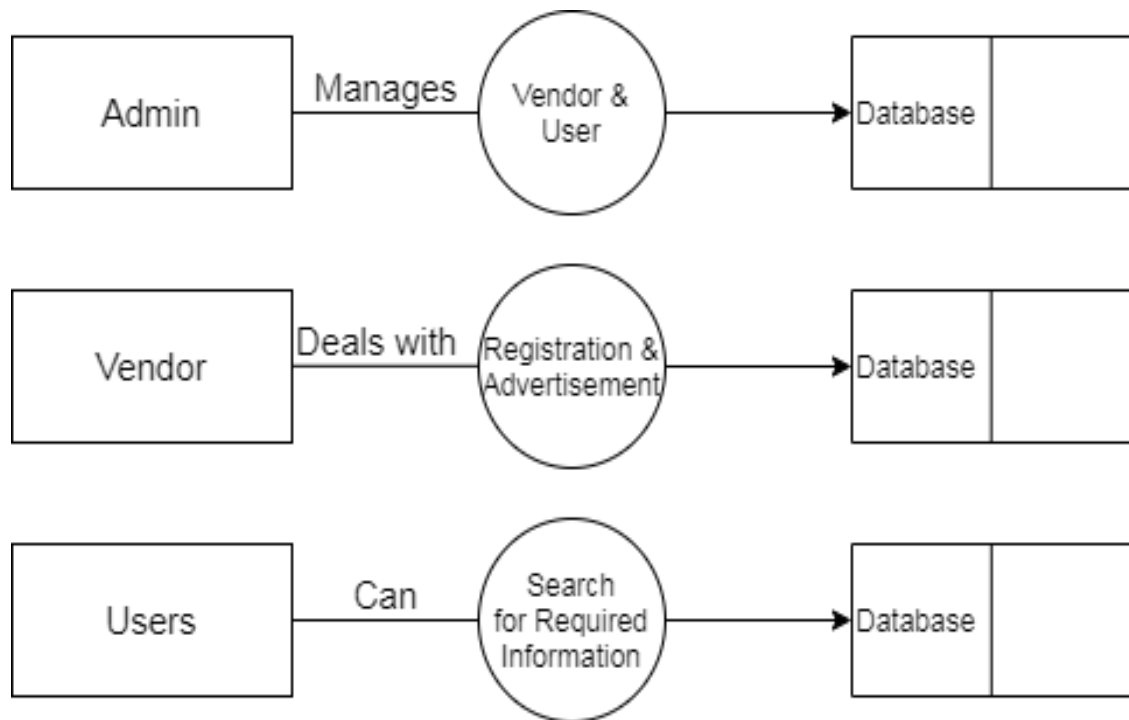 Admin
Manages
Vendor &
User
Database
Vendor
Deals with
Registration &
Advertisement
Database
Users
Can
Search
for Required
Information
Database